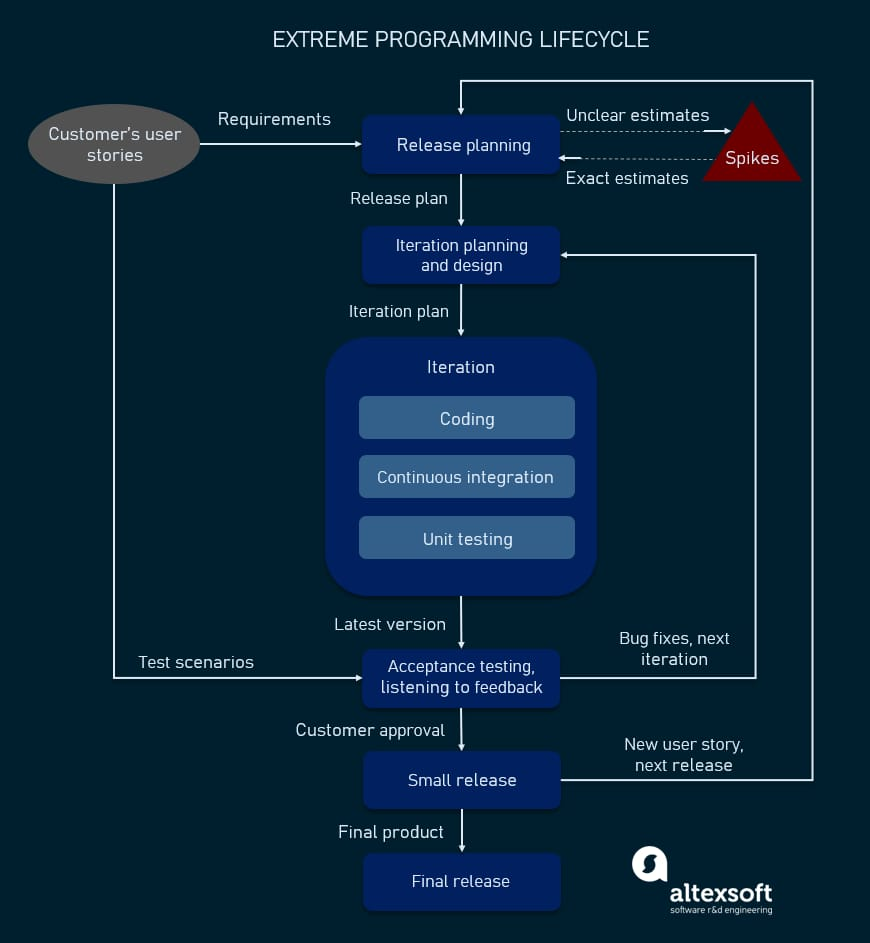 EXTREME PROGRAMMING LIFECYCLE
Customer's user
stories
Requirements
Release planning
Unclear estimates
Spikes
Exact estimates
Release plan
Iteration planning
and design
Iteration plan
Iteration
Coding
Continuous integration
Unit testing
Latest version
Test scenarios
Acceptance testing,
listening to feedback
Bug fixes, next
iteration
Customer approval
Small release
New user story,
next release
Final product
Final release
altexsoft
software r&d engineering